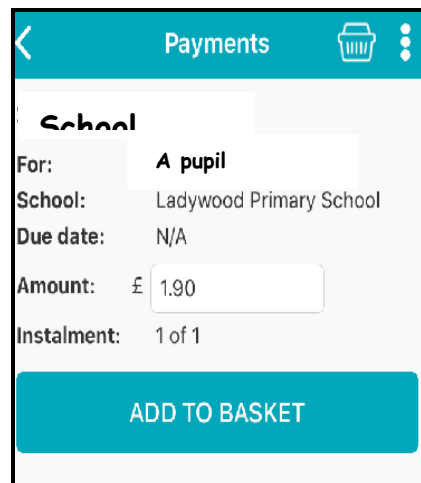 Payments
School
For: A pupil
School: Ladywood Primary School
Due date: N/A
Amount: £ 1.90
Instalment: 1 of 1
ADD TO BASKET